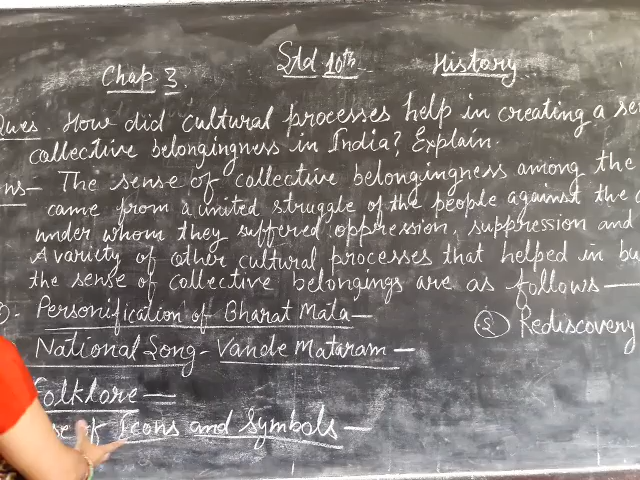 Chap. 3. Std 10th History
Ques. How did cultural processes help in creating a
collective belongingness in India? Explain.
The sense of collective belongingness among the
came from a united struggle of the people against the
under whom they suffered oppression, suppression and
A variety of other cultural processes that helped in
the sense of collective belongings are as follows—
Personification of Bharat Mata—
② Rediscovery
National Song - Vande Mataram —
Folklore —
of Icons and Symbols —